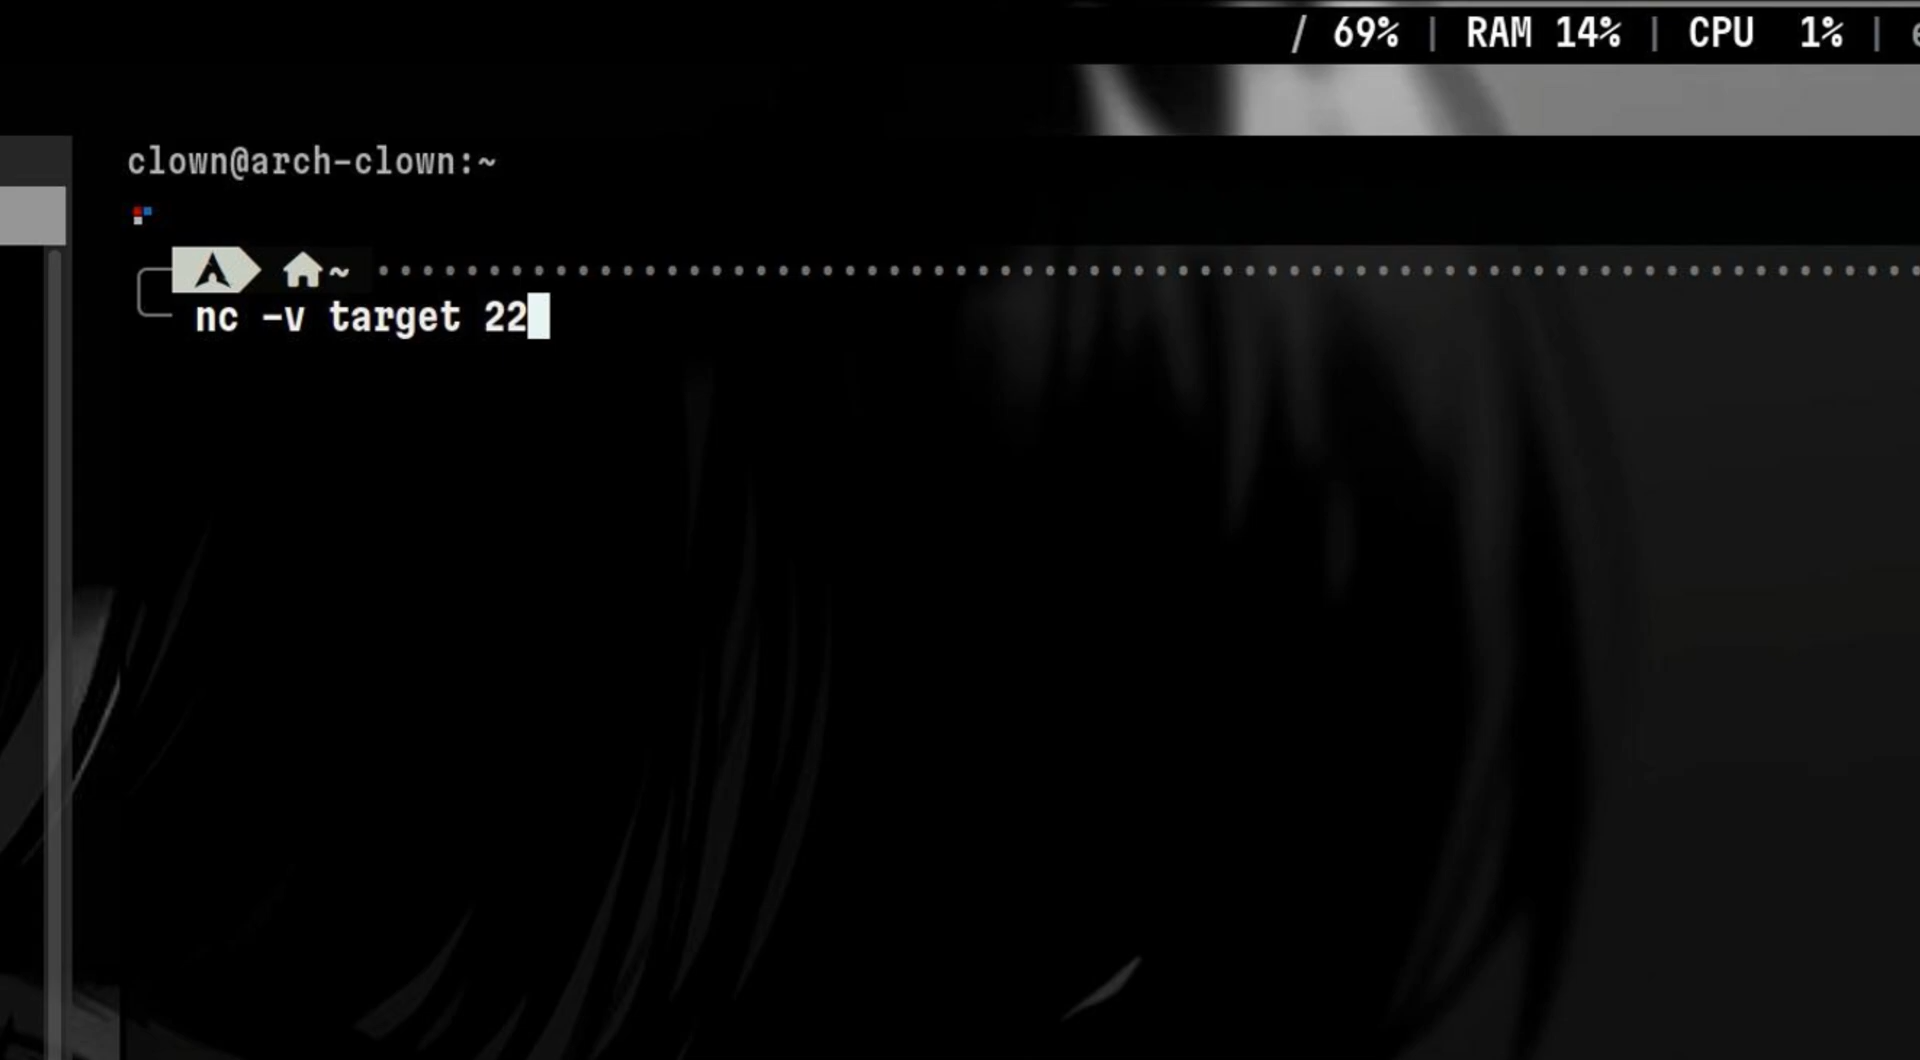 / 69% | RAM 14% | CPU 1% |
clown@arch-clown:~
~
nc -v target 22